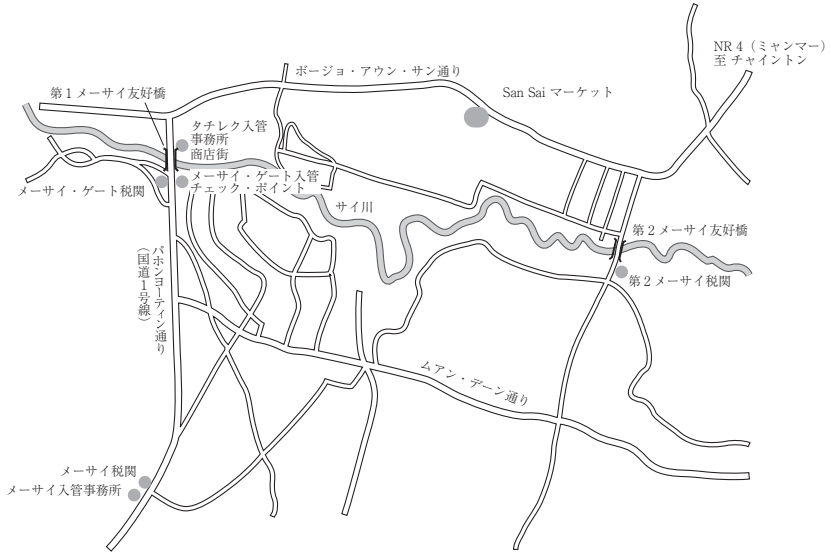 NR 4（ミャンマー）
至 チャイントン
ボージョ・アウン・サン通り
San Sai マーケット
第 1 メーサイ友好橋
タチレク入管
事務所
商店街
メーサイ・ゲート入管
チェック・ポイント
メーサイ・ゲート税関
サイ川
第 2 メーサイ友好橋
第 2 メーサイ税関
パホンヨーティン通り
（国道 1 号線）
ムアン・デーン通り
メーサイ税関
メーサイ入管事務所